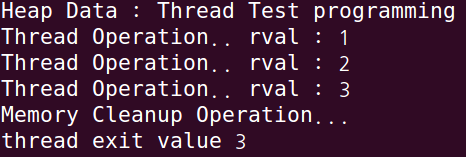 Heap Data : Thread Test programming
Thread Operation.. rval : 1
Thread Operation.. rval : 2
Thread Operation.. rval : 3
Memory Cleanup Operation...
thread exit value 3